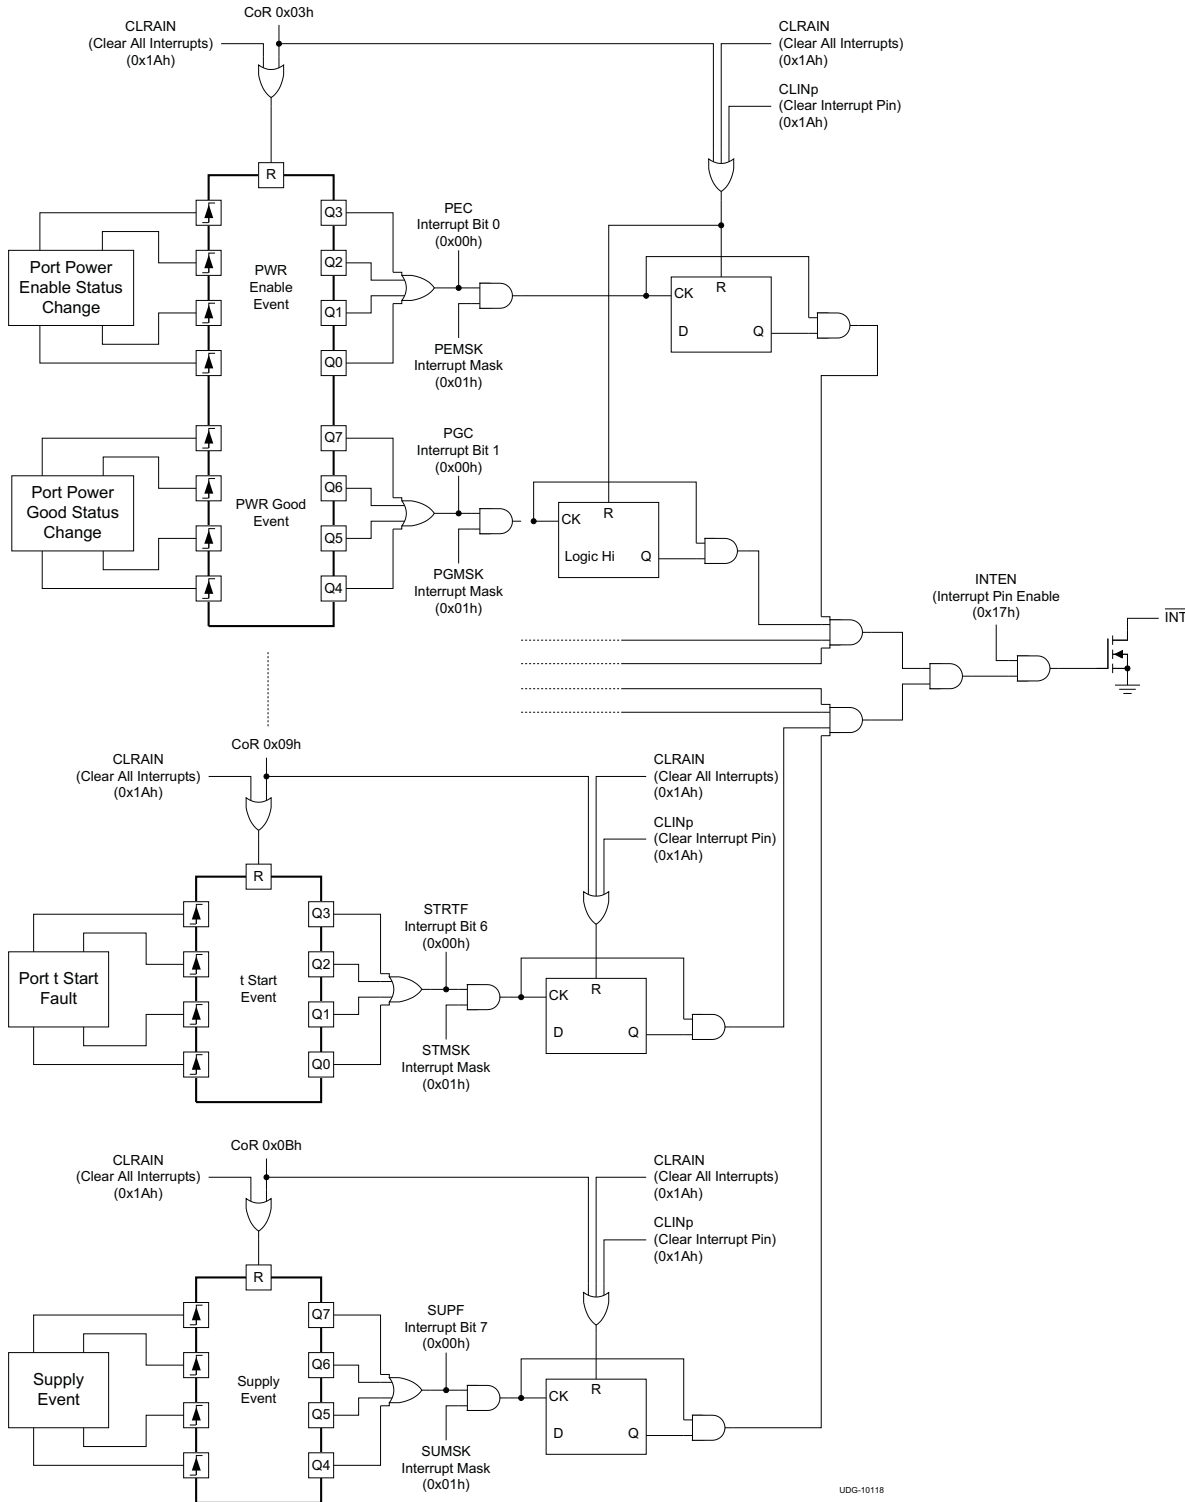 CoR 0x03h
CLRAIN
(Clear All Interrupts)
(0x1Ah)
CLRAIN
(Clear All Interrupts)
(0x1Ah)
CLINp
(Clear Interrupt Pin)
(0x1Ah)
R
Port Power
Enable Status
Change
PWR
Enable
Event
Q3
Q2
Q1
Q0
PEC
Interrupt Bit 0
(0x00h)
PEMSK
Interrupt Mask
(0x01h)
R
CK
D
Q
Port Power
Good Status
Change
PWR Good
Event
Q7
Q6
Q5
Q4
PGC
Interrupt Bit 1
(0x00h)
PGMSK
Interrupt Mask
(0x01h)
R
CK
Logic Hi
Q
INTEN
(Interrupt Pin Enable
(0x17h)
INT
CoR 0x09h
CLRAIN
(Clear All Interrupts)
(0x1Ah)
CLRAIN
(Clear All Interrupts)
(0x1Ah)
CLINp
(Clear Interrupt Pin)
(0x1Ah)
R
Port t Start
Fault
t Start
Event
Q3
Q2
Q1
Q0
STRTF
Interrupt Bit 6
(0x00h)
STMSK
Interrupt Mask
(0x01h)
R
CK
D
Q
CoR 0x0Bh
CLRAIN
(Clear All Interrupts)
(0x1Ah)
CLRAIN
(Clear All Interrupts)
(0x1Ah)
CLINp
(Clear Interrupt Pin)
(0x1Ah)
R
Supply
Event
Supply
Event
Q7
Q6
Q5
Q4
SUPF
Interrupt Bit 7
(0x00h)
SUMSK
Interrupt Mask
(0x01h)
R
CK
D
Q
UDG-10118